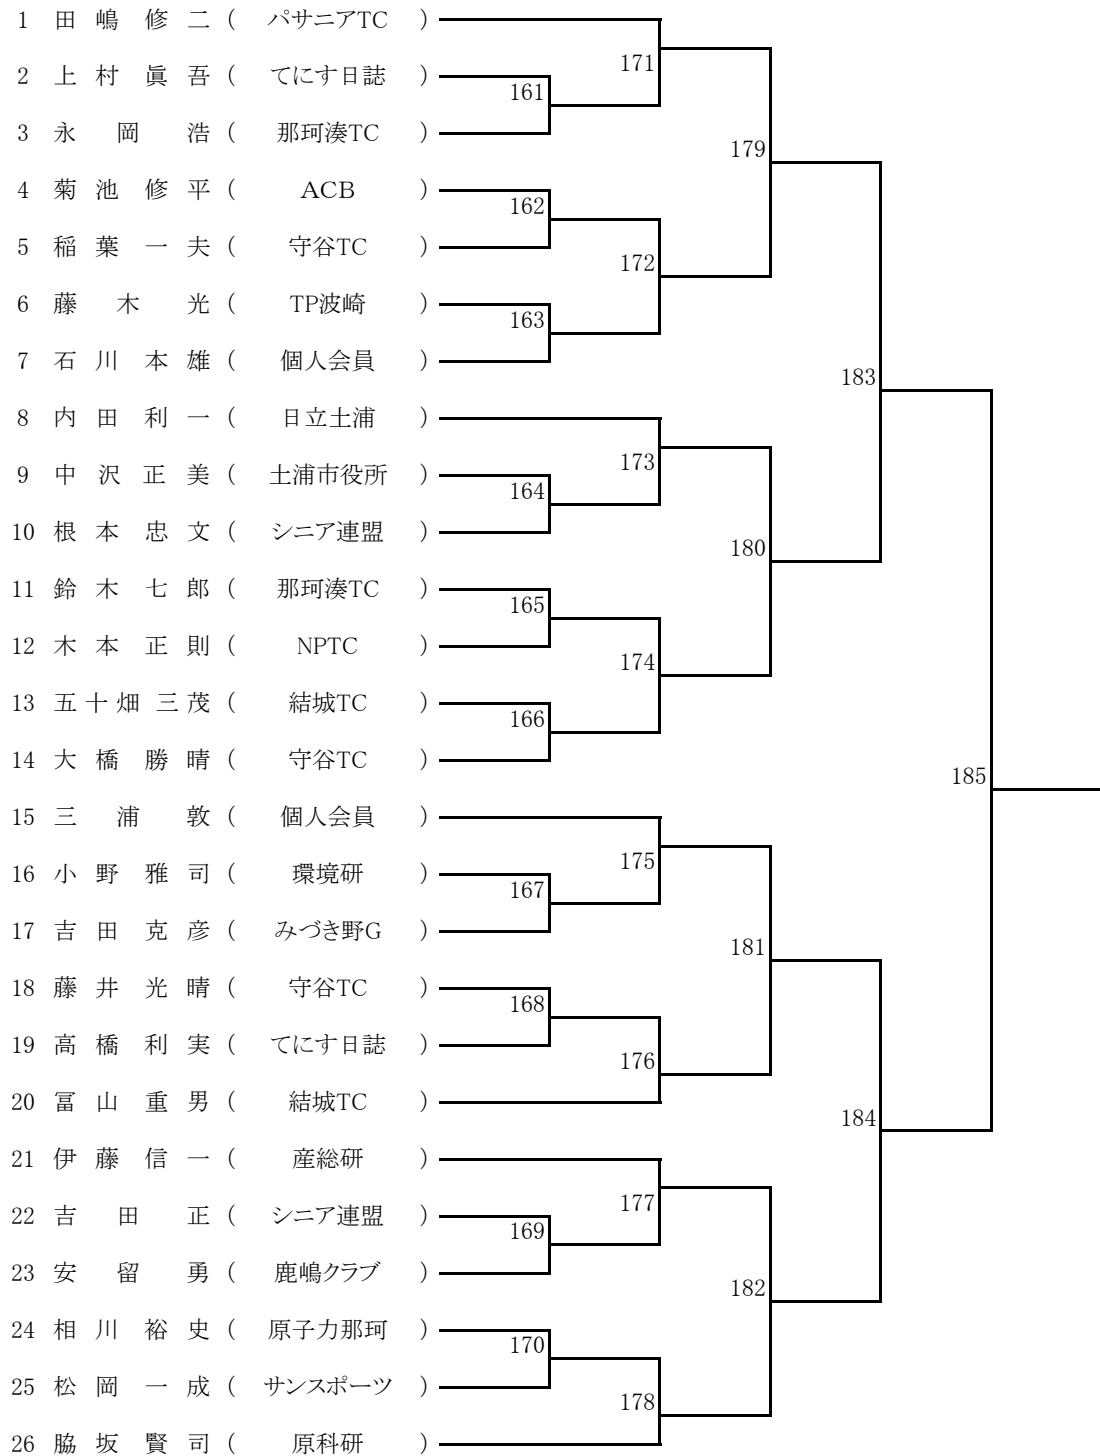 1 田嶋修二 ( パサニアTC )
171
2 上村眞吾 ( てにす日誌 )
161
3 永岡浩 ( 那珂湊TC )
179
4 菊池修平 ( ACB )
162
5 稲葉一夫 ( 守谷TC )
172
6 藤木光 ( TP波崎 )
163
7 石川本雄 ( 個人会員 )
183
8 内田利一 ( 日立土浦 )
173
9 中沢正美 ( 土浦市役所 )
164
10 根本忠文 ( シニア連盟 )
180
11 鈴木七郎 ( 那珂湊TC )
165
12 木本正則 ( NPTC )
174
13 五十畑三茂 ( 結城TC )
166
14 大橋勝晴 ( 守谷TC )
185
15 三浦敦 ( 個人会員 )
175
16 小野雅司 ( 環境研 )
167
17 吉田克彦 ( みづき野G )
181
18 藤井光晴 ( 守谷TC )
168
19 高橋利実 ( てにす日誌 )
176
20 冨山重男 ( 結城TC )
184
21 伊藤信一 ( 産総研 )
177
22 吉田正 ( シニア連盟 )
169
23 安留勇 ( 鹿嶋クラブ )
182
24 相川裕史 ( 原子力那珂 )
170
25 松岡一成 ( サンスポーツ )
178
26 脇坂賢司 ( 原科研 )